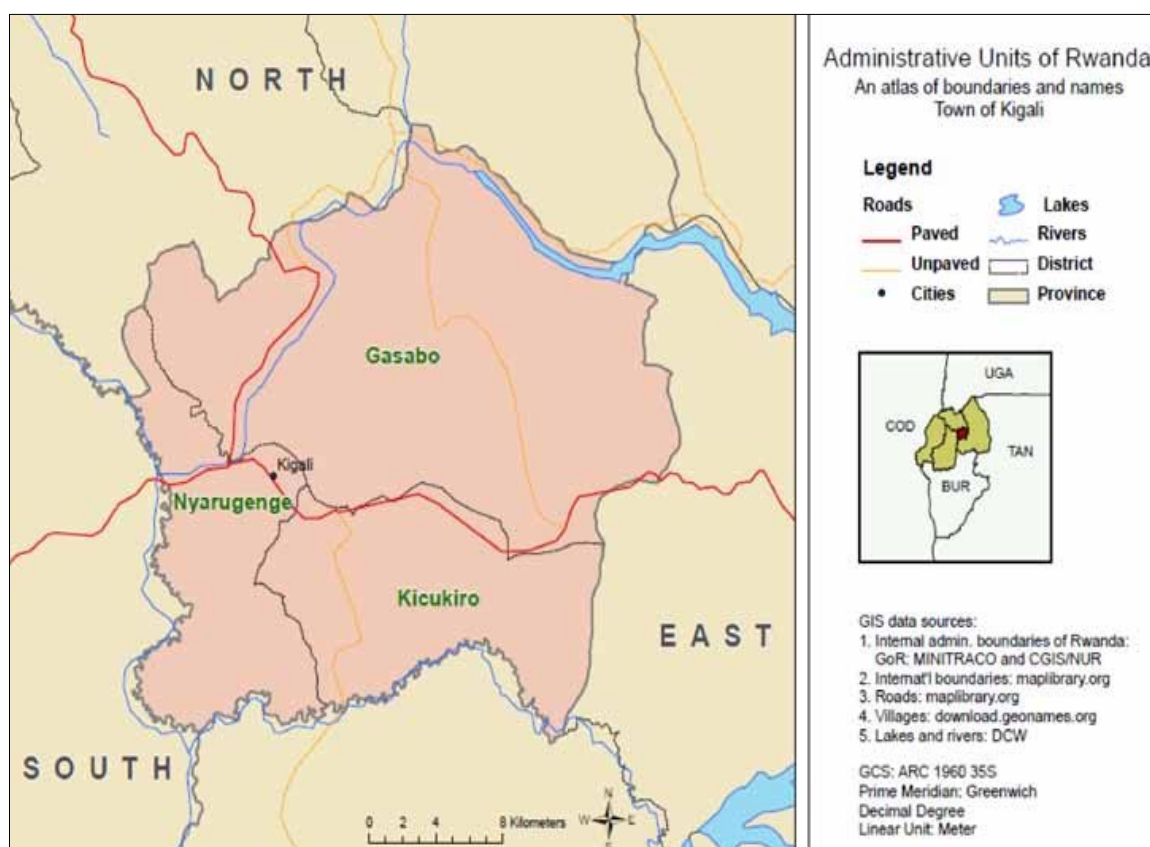 NORTH
Gasabo
Kigali
Nyarugenge
Kicukiro
EAST
SOUTH
0 2 4 8 Kilometers
N
W E
S
Administrative Units of Rwanda
An atlas of boundaries and names
Town of Kigali
Legend
Roads
Paved
Unpaved
Cities
Lakes
Rivers
District
Province
UGA
COD
TAN
BUR
GIS data sources:
1. Internal admin. boundaries of Rwanda:
GoR: MINITRACO and CGIS/NUR
2. Internat'l boundaries: maplibrary.org
3. Roads: maplibrary.org
4. Villages: download.geonames.org
5. Lakes and rivers: DCW
GCS: ARC 1960 35S
Prime Meridian: Greenwich
Decimal Degree
Linear Unit: Meter